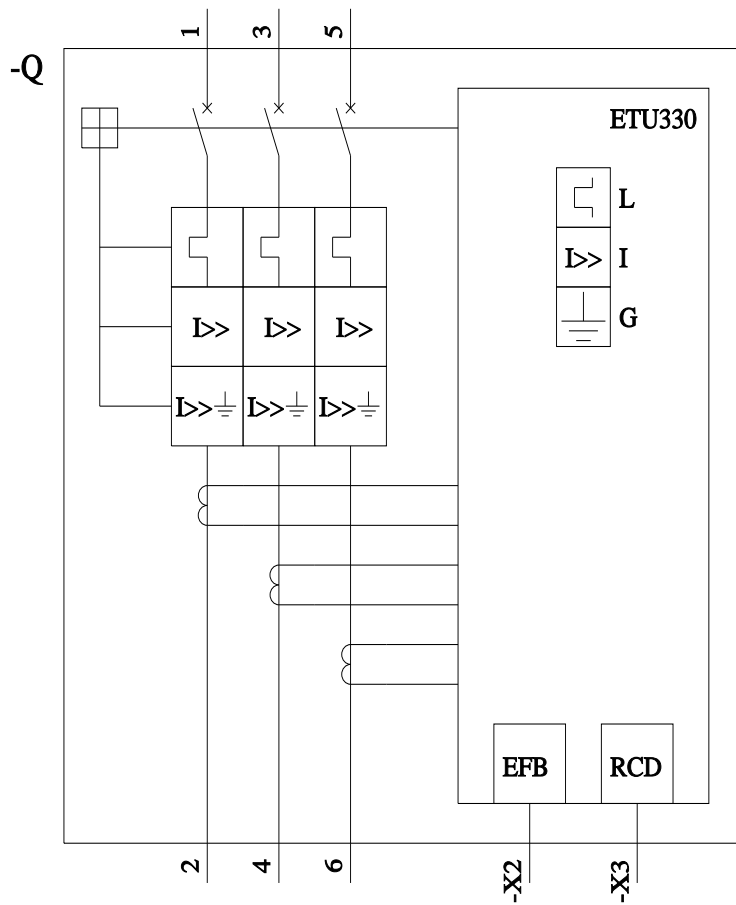 1 3 5
-Q
ETU330
L
I>> I
G
I>> I>> I>>
I>> I>> I>>
EFB RCD
2 4 6 -X2 -X3